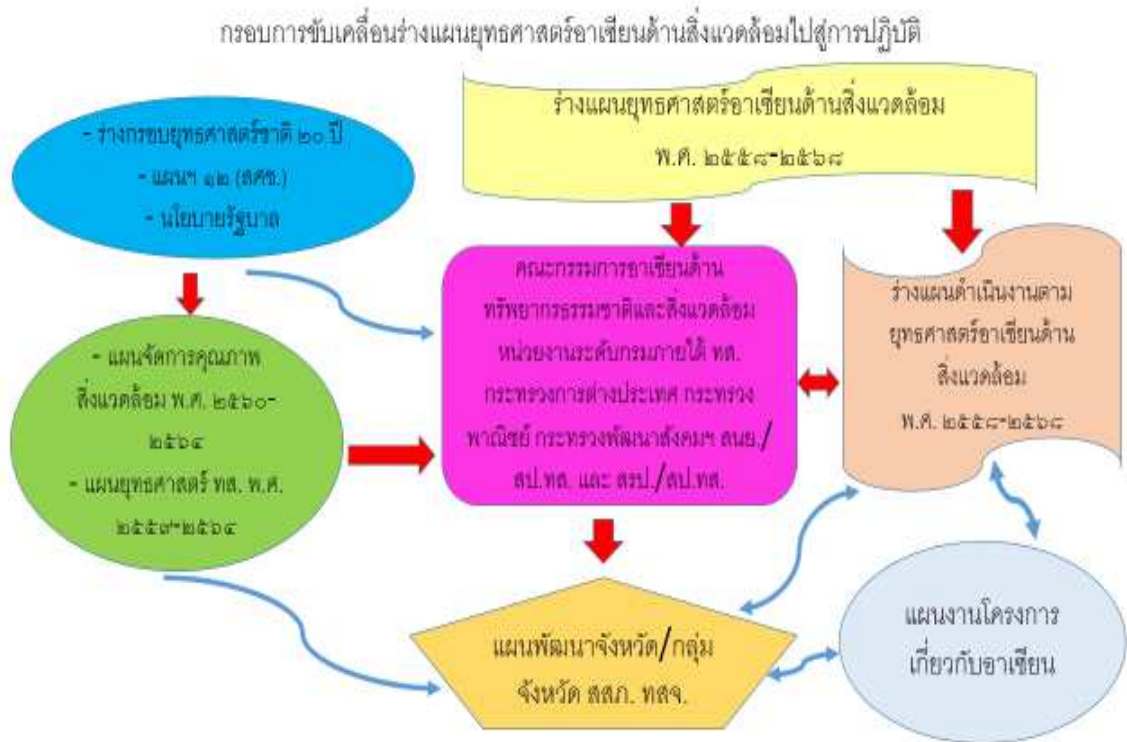 กรอบการขับเคลื่อนร่างแผนยุทธศาสตร์อาเซียนด้านสิ่งแวดล้อมไปสู่การปฏิบัติ
- ร่างกรอบยุทธศาสตร์ชาติ ๒๐ ปี
- แผนฯ ๑๒ (สศช.)
- นโยบายรัฐบาล
ร่างแผนยุทธศาสตร์อาเซียนด้านสิ่งแวดล้อม
พ.ศ. ๒๕๕๘-๒๕๖๘
- แผนจัดการคุณภาพ
สิ่งแวดล้อม พ.ศ. ๒๕๖๐-
๒๕๖๔
- แผนยุทธศาสตร์ ทส. พ.ศ.
๒๕๕๙-๒๕๖๔
คณะกรรมการอาเซียนด้าน
ทรัพยากรธรรมชาติและสิ่งแวดล้อม
หน่วยงานระดับกรมภายใต้ ทส.
กระทรวงการต่างประเทศ กระทรวง
พาณิชย์ กระทรวงพัฒนาสังคมฯ สนย./
สป.ทส. และ สรป./สป.ทส.
ร่างแผนดำเนินงานตาม
ยุทธศาสตร์อาเซียนด้าน
สิ่งแวดล้อม
พ.ศ. ๒๕๕๘-๒๕๖๘
แผนพัฒนาจังหวัด/กลุ่ม
จังหวัด สสภ. ทสจ.
แผนงานโครงการ
เกี่ยวกับอาเซียน